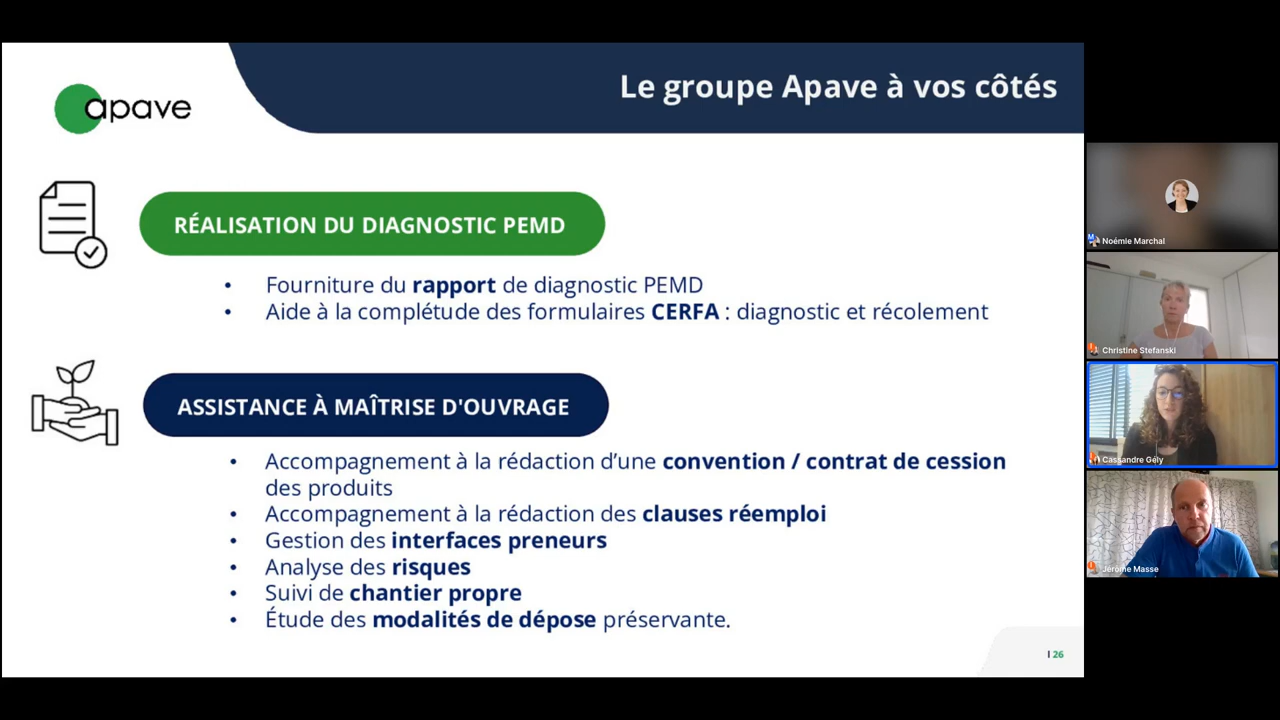 apave
Le groupe Apave à vos côtés
RÉALISATION DU DIAGNOSTIC PEMD
• Fourniture du rapport de diagnostic PEMD
• Aide à la complétude des formulaires CERFA : diagnostic et récolement
ASSISTANCE À MAÎTRISE D'OUVRAGE
• Accompagnement à la rédaction d’une convention / contrat de cession
des produits
• Accompagnement à la rédaction des clauses réemploi
• Gestion des interfaces preneurs
• Analyse des risques
• Suivi de chantier propre
• Étude des modalités de dépose préservante.
I 26
Noémie Marchal
Christine Stefanski
Cassandre Gély
Jérôme Masse